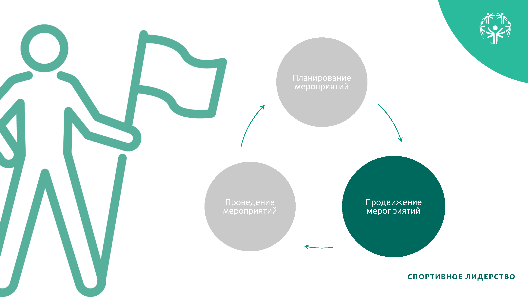 Планирование
мероприятий
Проведение
мероприятий
Продвижение
мероприятий
СПОРТИВНОЕ ЛИДЕРСТВО